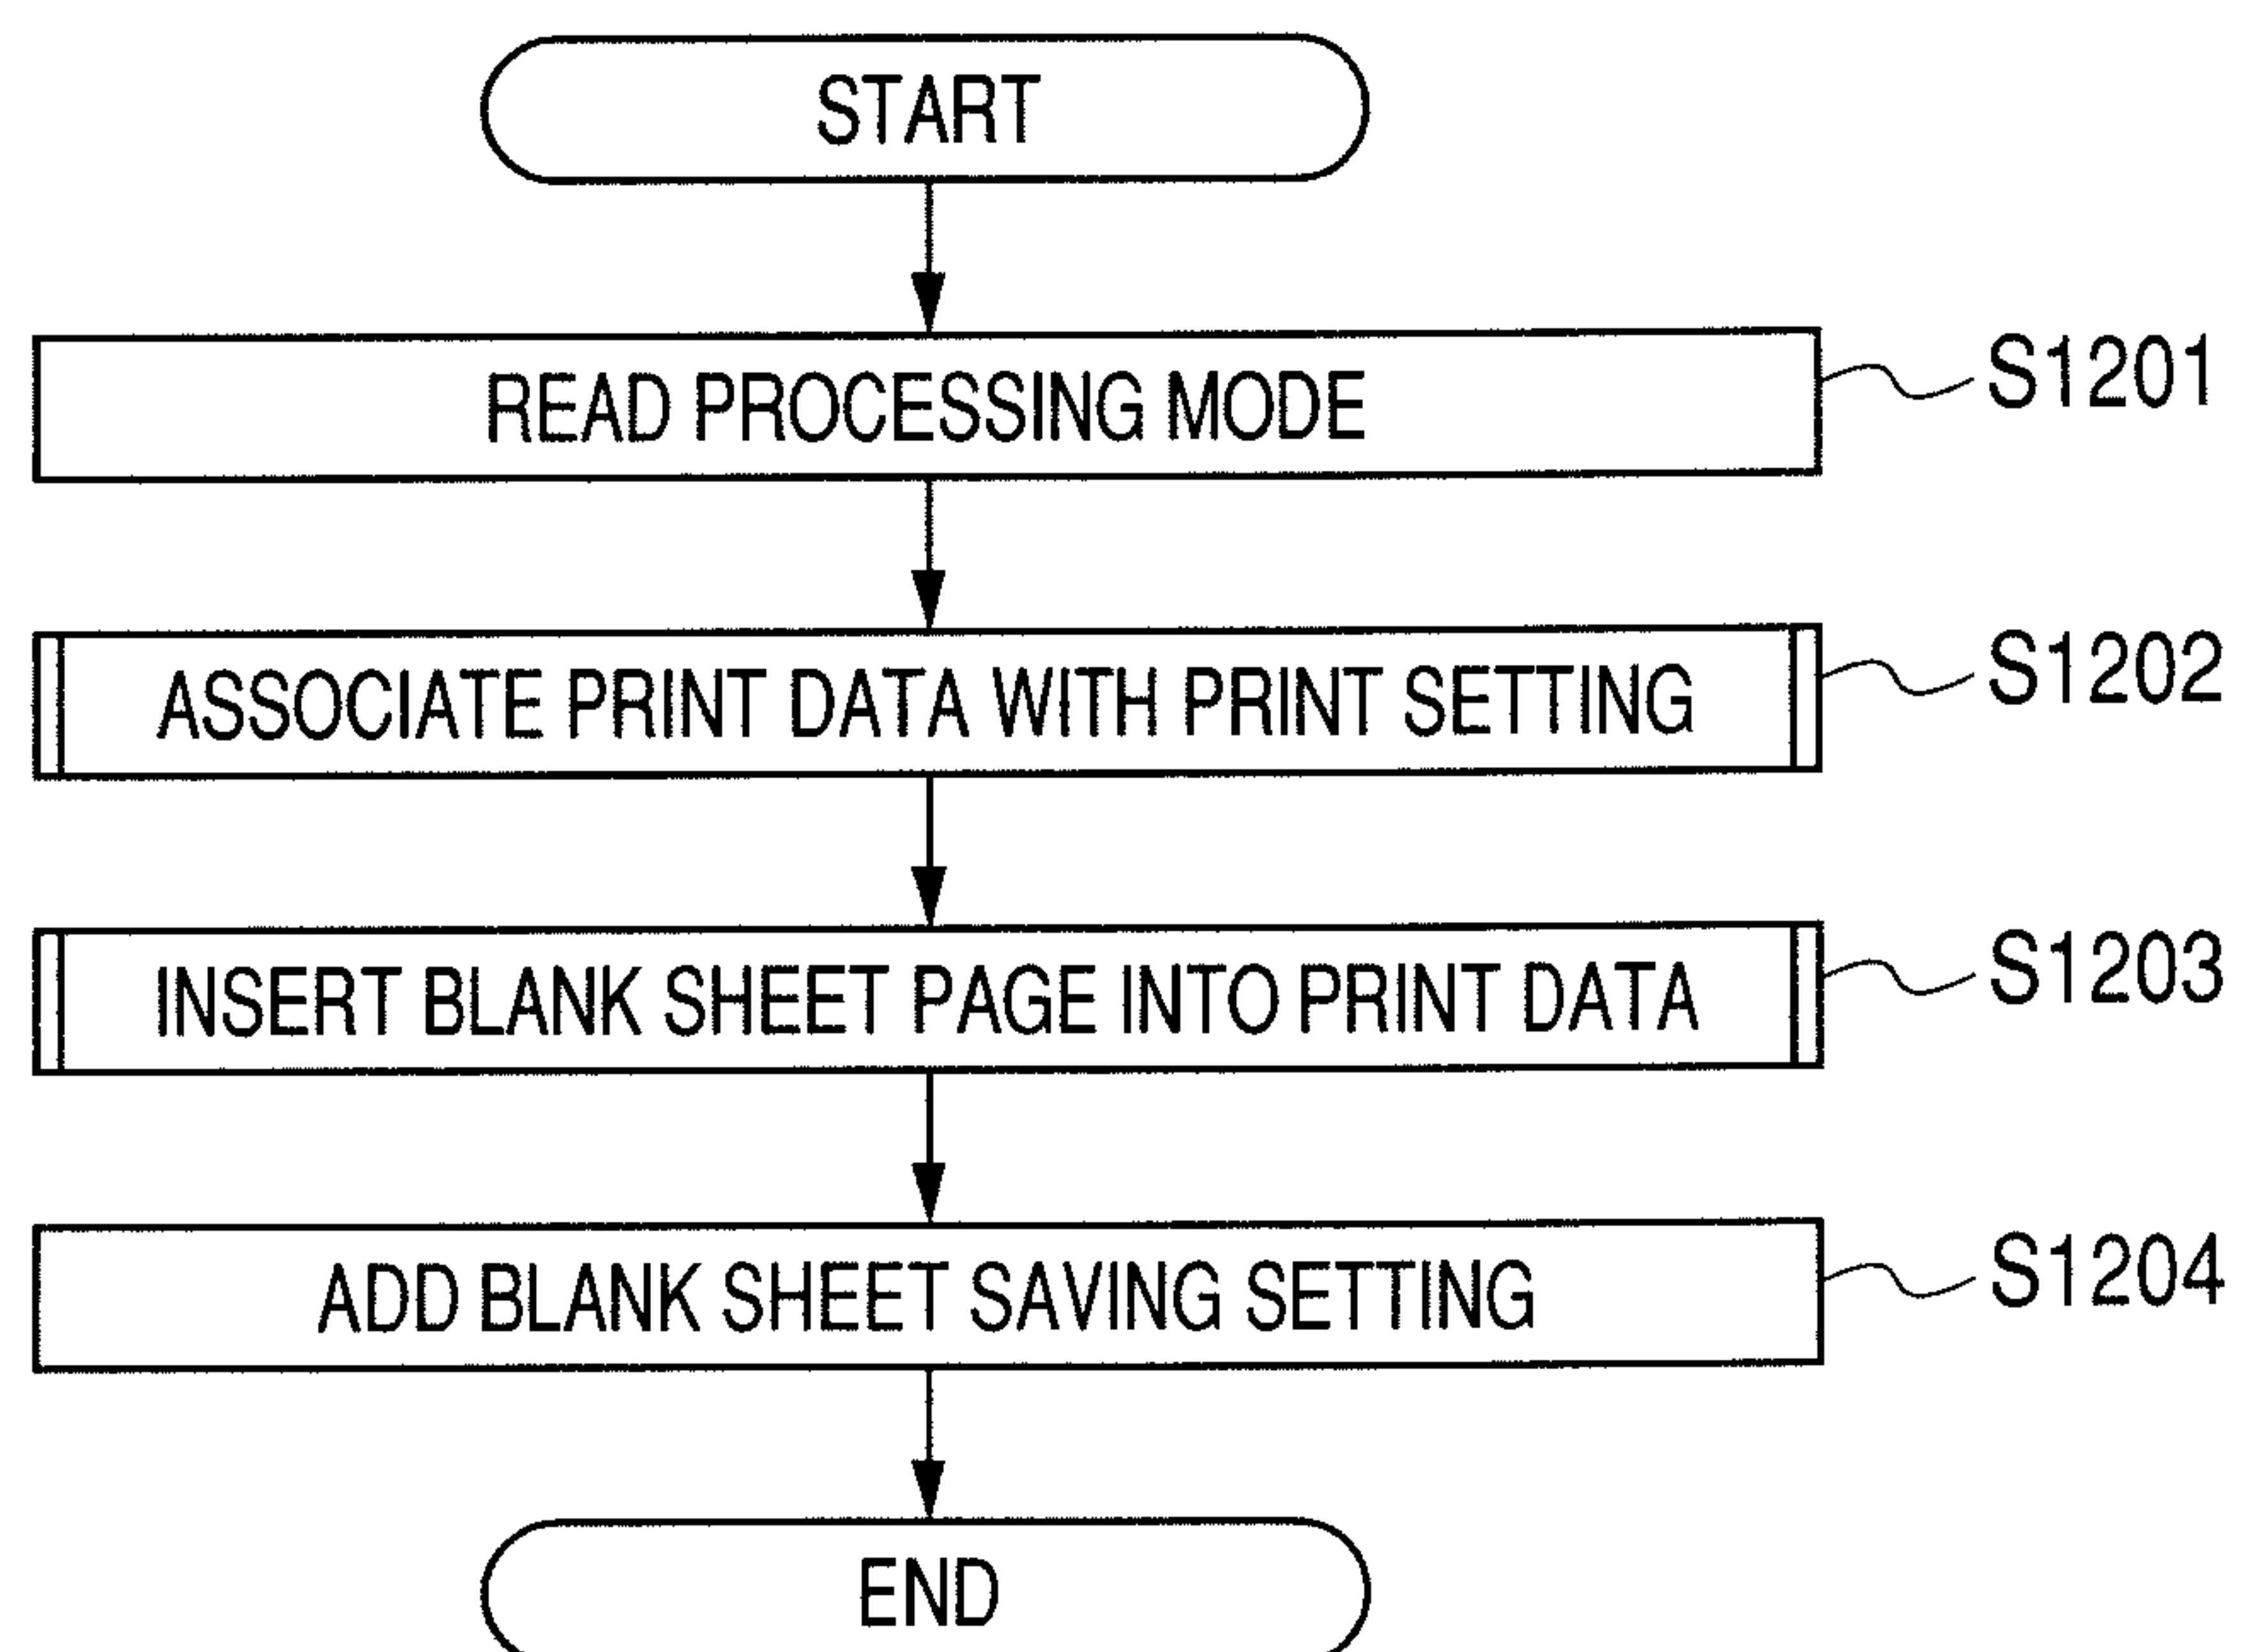 START
READ PROCESSING MODE
S1201
ASSOCIATE PRINT DATA WITH PRINT SETTING
S1202
INSERT BLANK SHEET PAGE INTO PRINT DATA
S1203
ADD BLANK SHEET SAVING SETTING
S1204
END